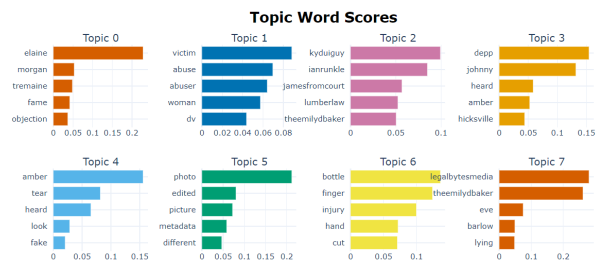 Topic Word Scores
Topic 0
Topic 1
Topic 2
Topic 3
elaine
morgan
tremaine
fame
objection
0 0.05 0.1 0.15 0.2
victim
abuse
abuser
woman
dv
0 0.02 0.04 0.06 0.08
kyduiguy
ianrunkle
jamesfromcourt
lumberlaw
theemilydbaker
0 0.05 0.1
depp
johnny
heard
amber
hicksville
0 0.05 0.1 0.15
Topic 4
Topic 5
Topic 6
Topic 7
amber
tear
heard
look
fake
0 0.05 0.1 0.15
photo
edited
picture
metadata
different
0 0.05 0.1 0.15 0.2
bottle
finger
injury
hand
cut
0 0.05 0.1
legalbytesmedia
theemilydbaker
eve
barlow
lying
0 0.1 0.2